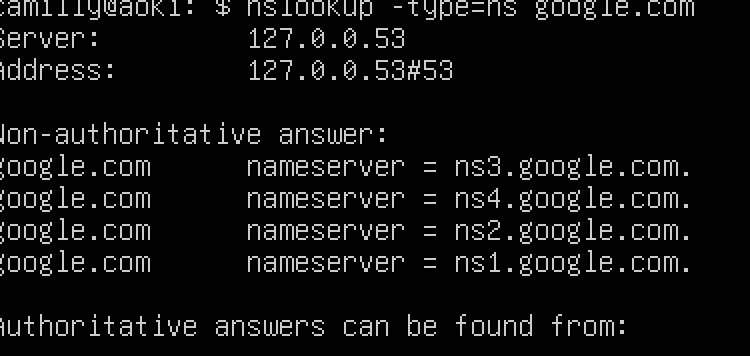 camilly@aoki: $ nslookup -type=ns google.com
Server: 127.0.0.53
Address: 127.0.0.53#53
Non-authoritative answer:
google.com nameserver = ns3.google.com.
google.com nameserver = ns4.google.com.
google.com nameserver = ns2.google.com.
google.com nameserver = ns1.google.com.
Authoritative answers can be found from: